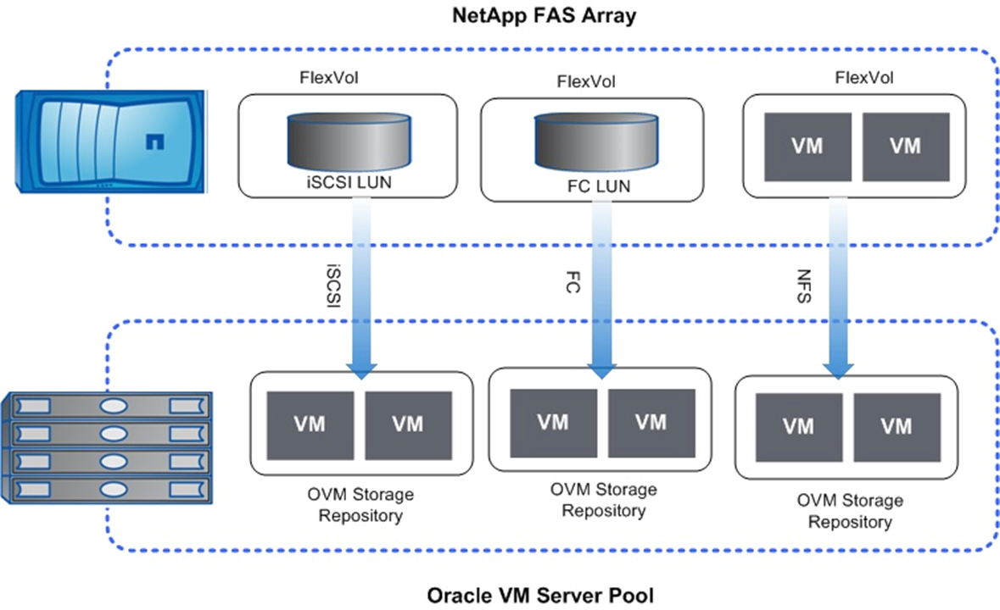 NetApp FAS Array
FlexVol
FlexVol
FlexVol
iSCSI LUN
FC LUN
VM
VM
iSCSI
FC
NFS
VM
VM
VM
VM
VM
VM
OVM Storage
Repository
OVM Storage
Repository
OVM Storage
Repository
Oracle VM Server Pool